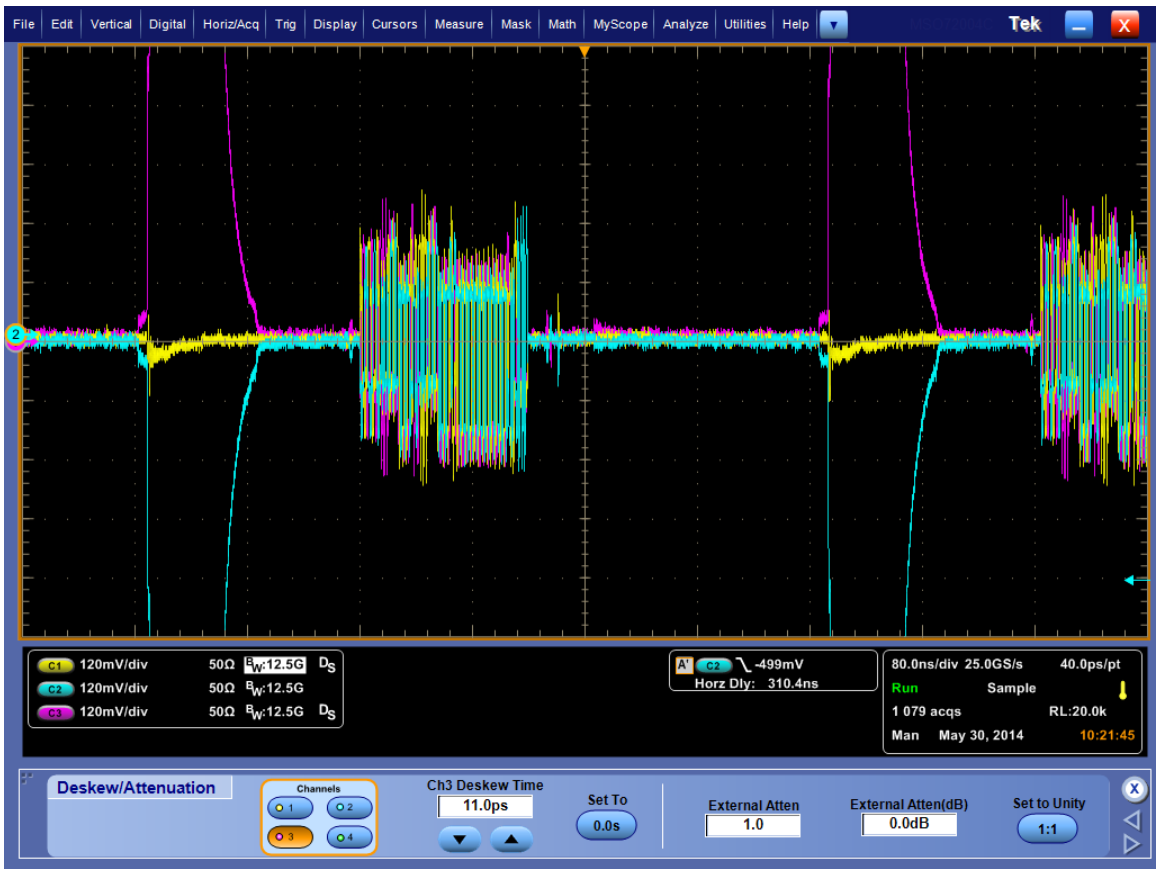 File Edit Vertical Digital Horiz/Acq Trig Display Cursors Measure Mask Math MyScope Analyze Utilities Help Tek X
2
C1 120mV/div 50Ω BW:12.5G DS
C2 120mV/div 50Ω BW:12.5G
C3 120mV/div 50Ω BW:12.5G DS
A' C2 -499mV
Horz Dly: 310.4ns
80.0ns/div 25.0GS/s 40.0ps/pt
Run Sample
1 079 acqs RL:20.0k
Man May 30, 2014 10:21:45
Deskew/Attenuation
Channels
1 2
3 4
Ch3 Deskew Time
11.0ps
Set To
0.0s
External Atten
1.0
External Atten(dB)
0.0dB
Set to Unity
1:1
X